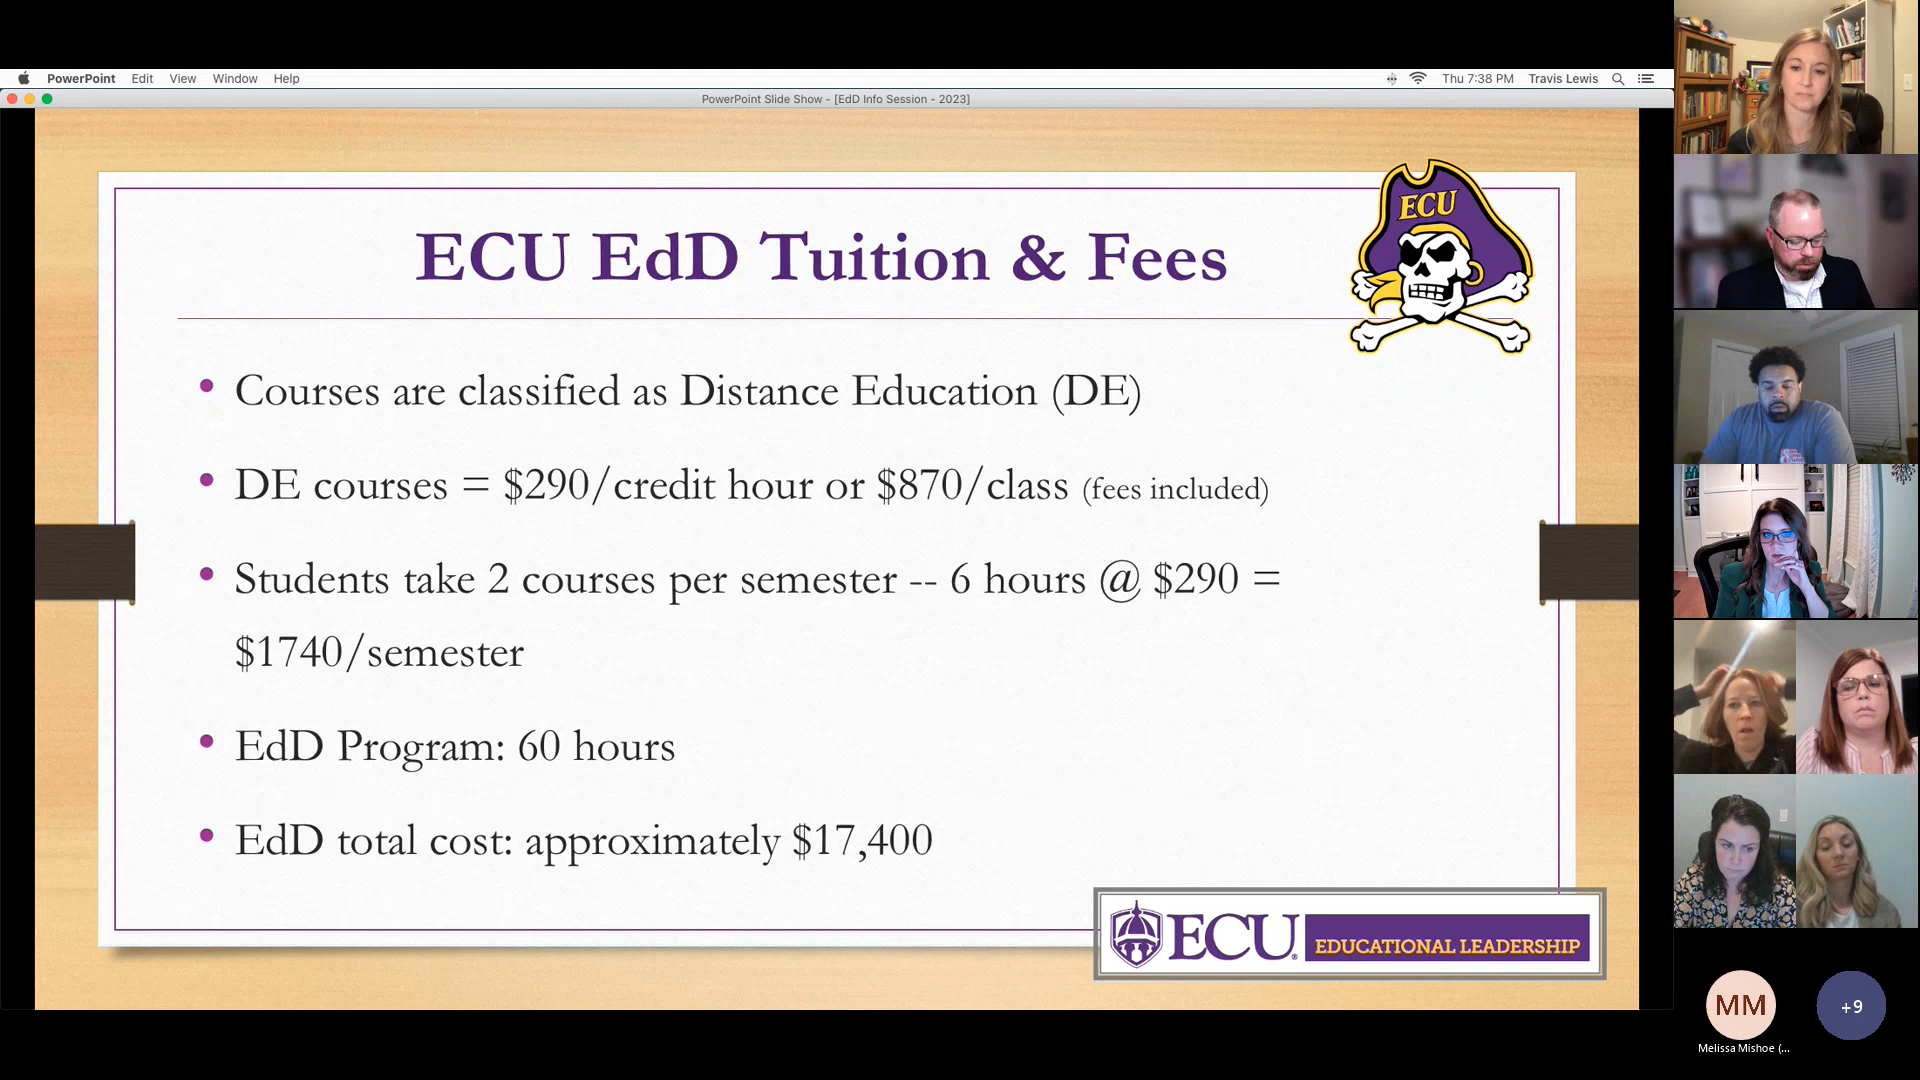 PowerPoint Edit View Window Help Thu 7:38 PM Travis Lewis
PowerPoint Slide Show - [EdD Info Session - 2023]
ECU
ECU EdD Tuition & Fees
• Courses are classified as Distance Education (DE)
• DE courses = $290/credit hour or $870/class (fees included)
• Students take 2 courses per semester -- 6 hours @ $290 =
$1740/semester
• EdD Program: 60 hours
• EdD total cost: approximately $17,400
ECU® EDUCATIONAL LEADERSHIP
MM
+9
Melissa Mishoe (...